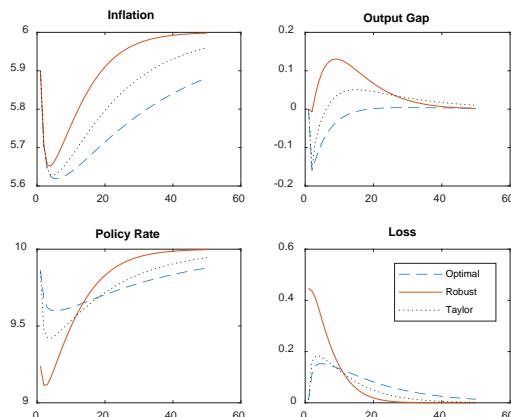 Inflation
6
5.9
5.8
5.7
5.6
0 20 40 60
Output Gap
0.2
0.1
0
-0.1
-0.2
0 20 40 60
Policy Rate
10
9.5
9
0 20 40 60
Loss
0.6
0.4
0.2
0
0 20 40 60
Optimal
Robust
Taylor